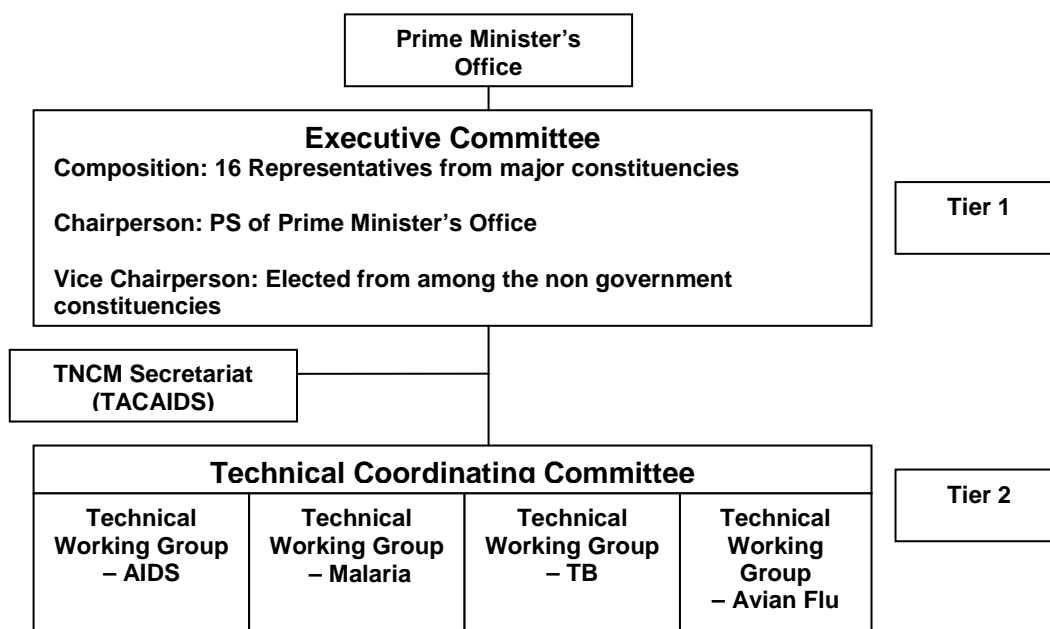 Prime Minister’s
Office
Executive Committee
Composition: 16 Representatives from major constituencies
Chairperson: PS of Prime Minister’s Office
Vice Chairperson: Elected from among the non government
constituencies
Tier 1
TNCM Secretariat
(TACAIDS)
Technical Coordinating Committee
Tier 2
Technical
Working Group
– AIDS
Technical
Working Group
– Malaria
Technical
Working Group
– TB
Technical
Working
Group
– Avian Flu